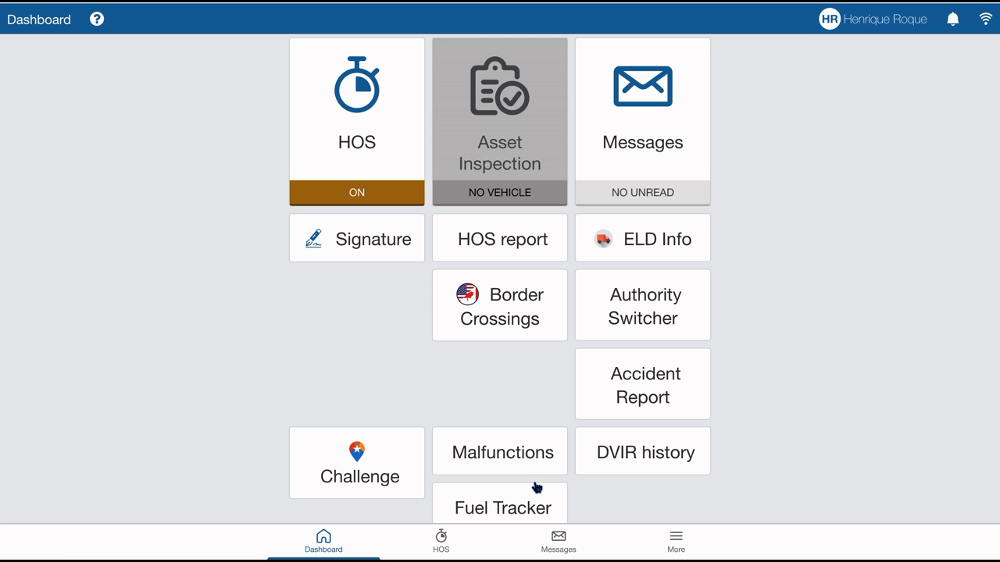 Dashboard ? HR Henrique Roque
HOS
ON
Asset
Inspection
NO VEHICLE
Messages
NO UNREAD
Signature
HOS report
ELD Info
Border
Crossings
Authority
Switcher
Accident
Report
Challenge
Malfunctions
DVIR history
Fuel Tracker
Dashboard
HOS
Messages
More